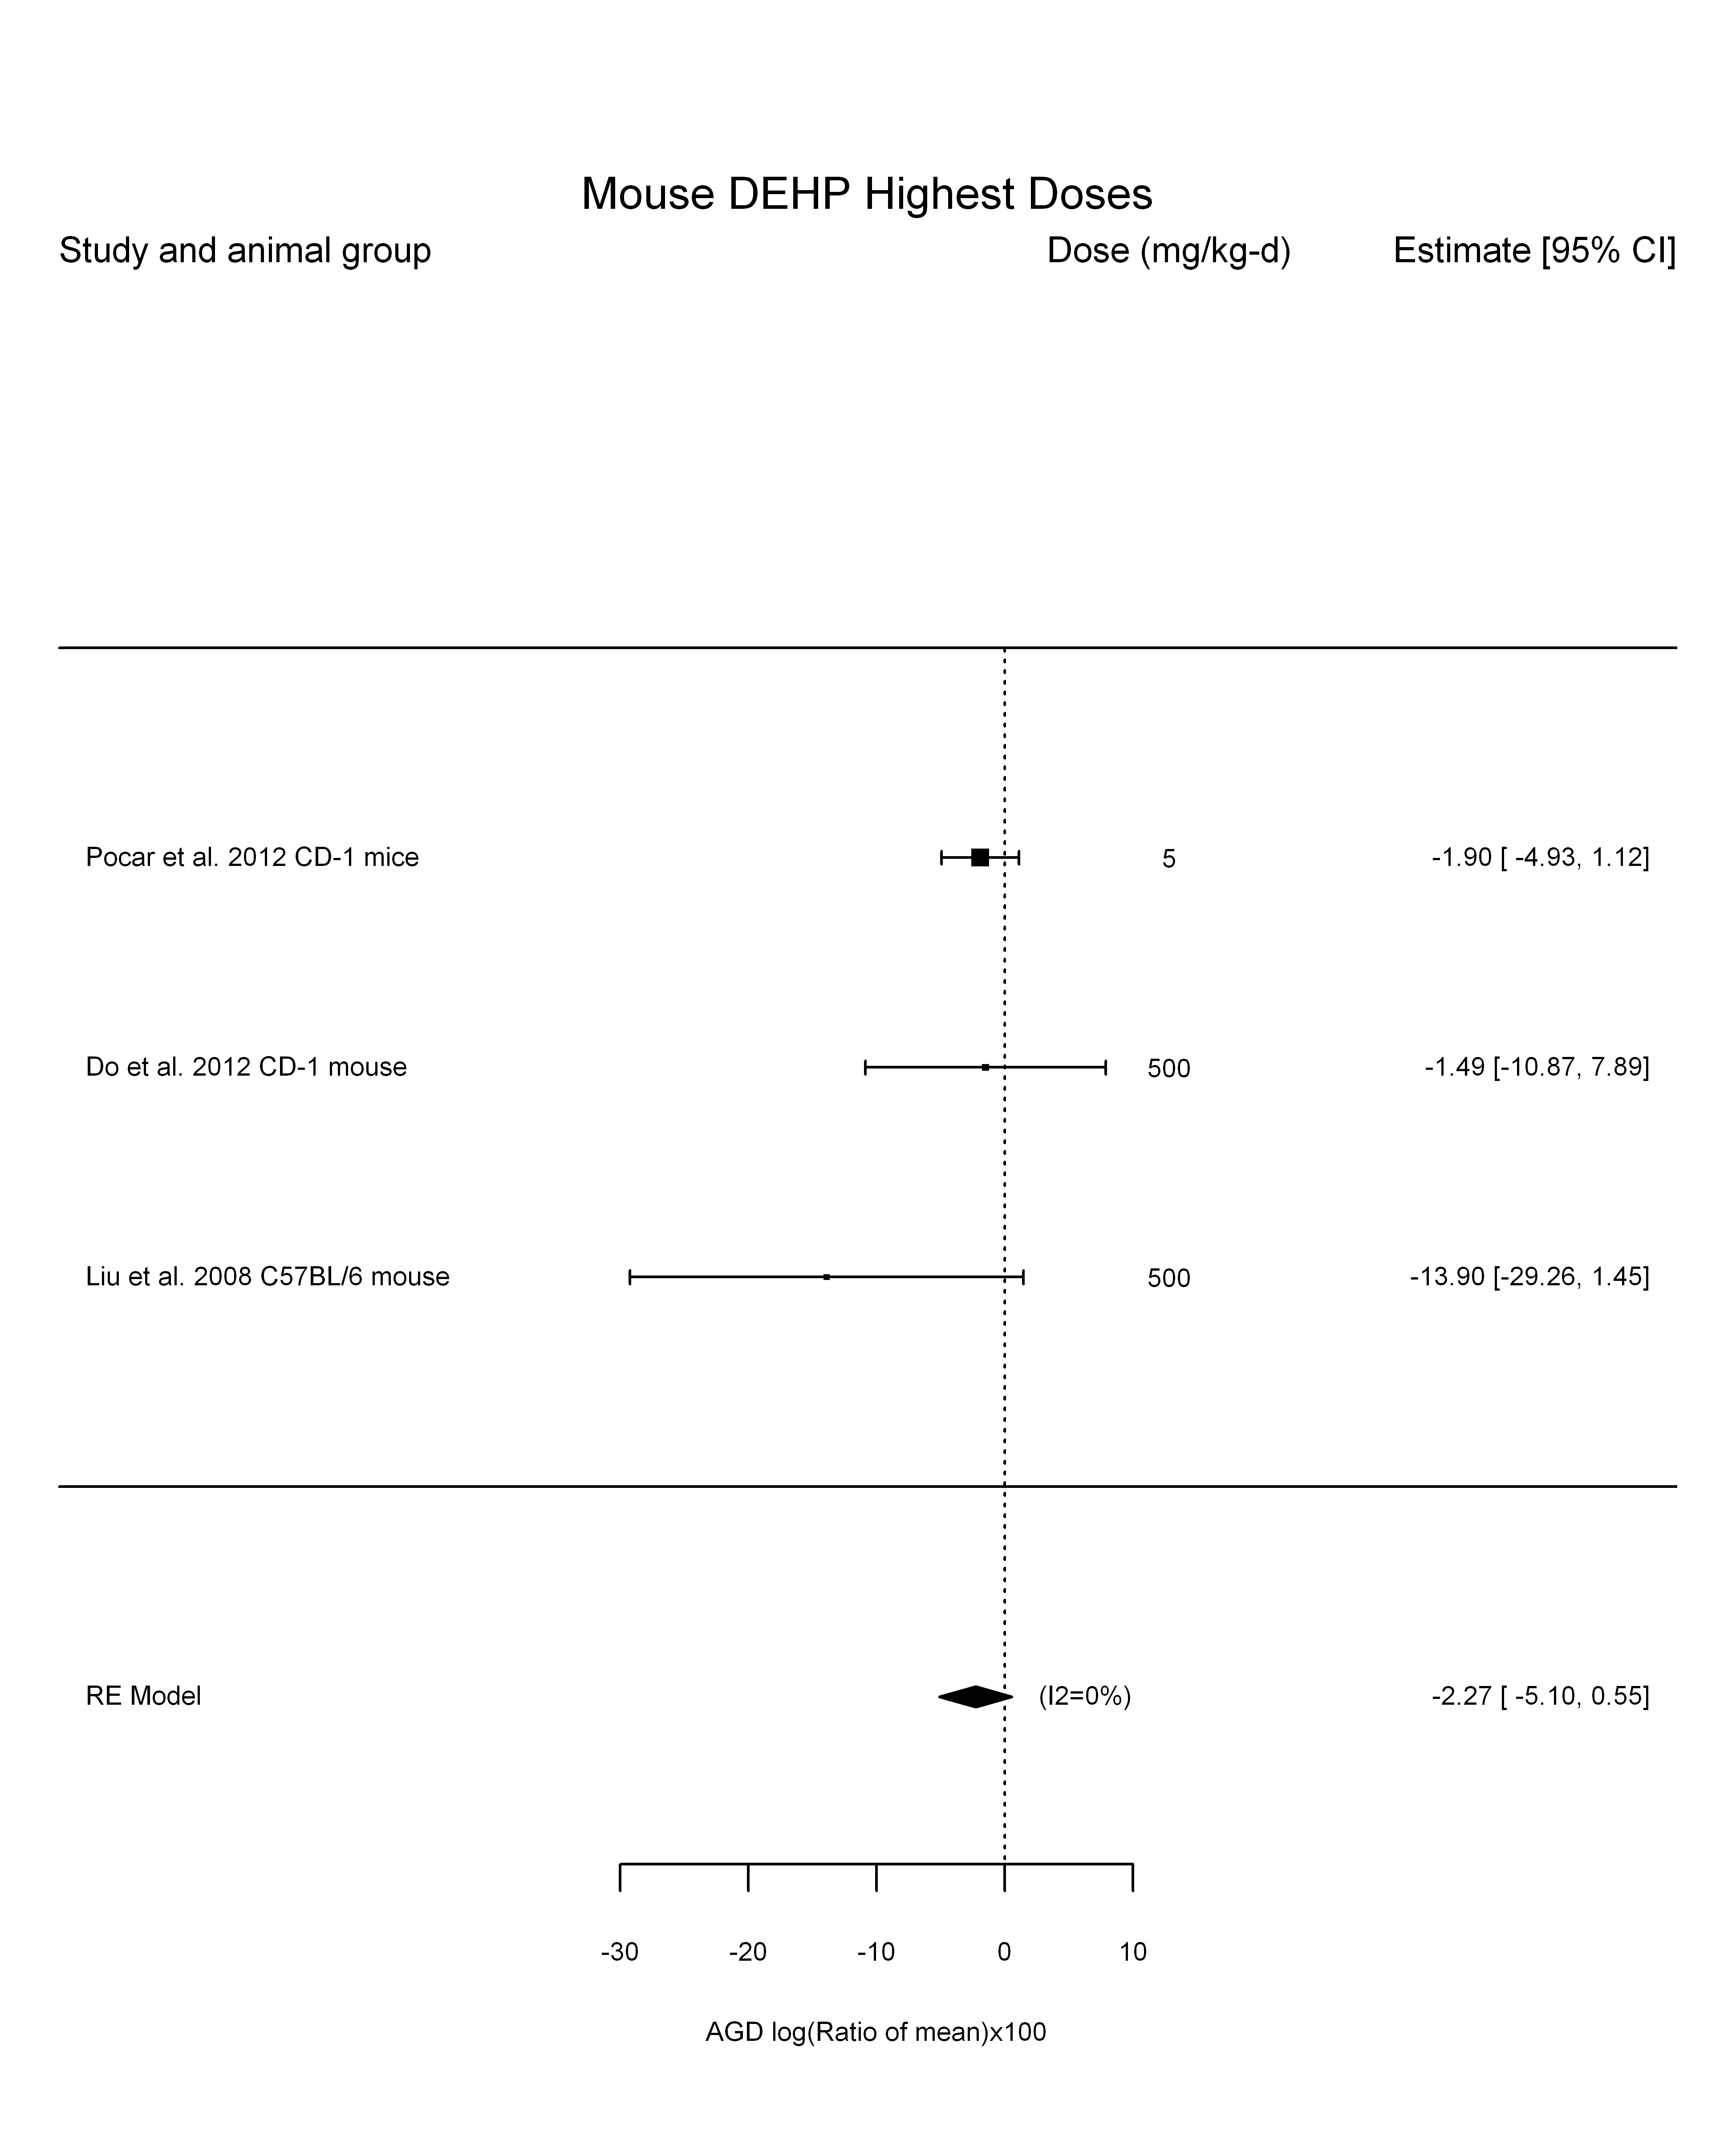 Mouse DEHP Highest Doses
Study and animal group Dose (mg/kg-d) Estimate [95% CI]
Pocar et al. 2012 CD-1 mice 5 -1.90 [ -4.93, 1.12]
Do et al. 2012 CD-1 mouse 500 -1.49 [-10.87, 7.89]
Liu et al. 2008 C57BL/6 mouse 500 -13.90 [-29.26, 1.45]
RE Model (I2=0%) -2.27 [ -5.10, 0.55]
-30 -20 -10 0 10
AGD log(Ratio of mean)x100